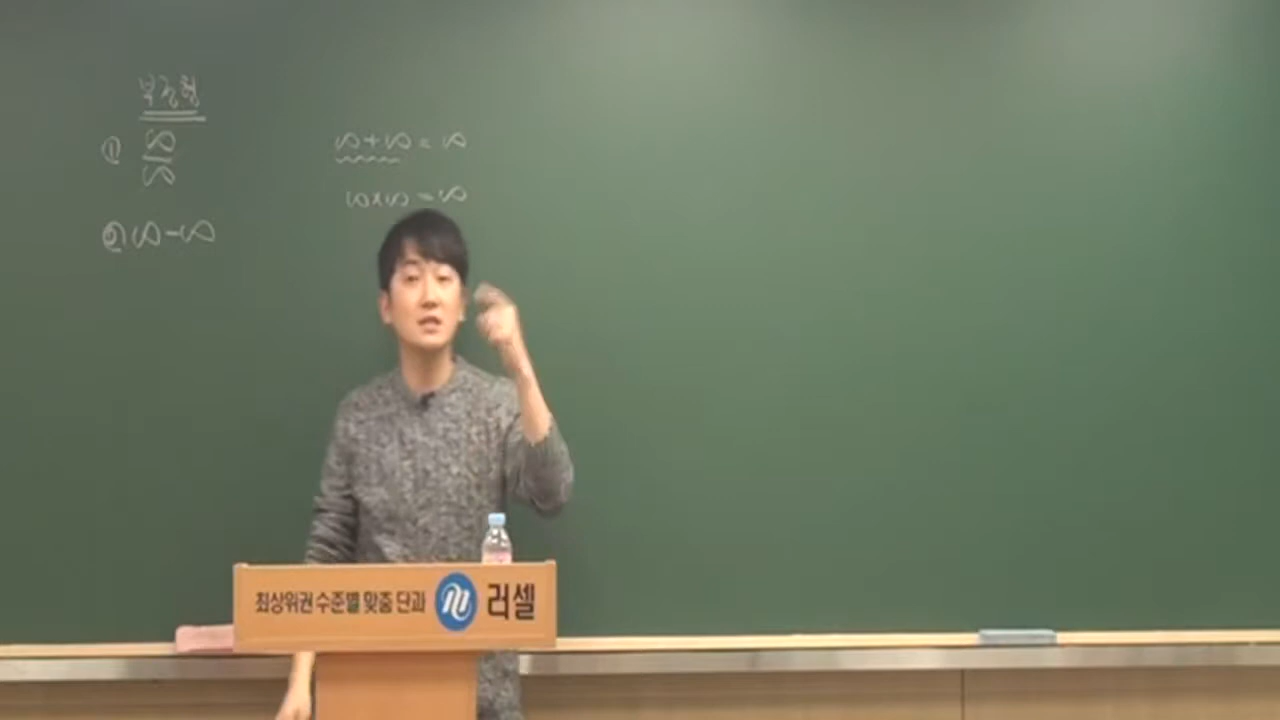 부정형
① ∞/∞
② ∞-∞
∞+∞=∞
∞×∞=∞
최상위권 수준별 맞춤 단과 러셀